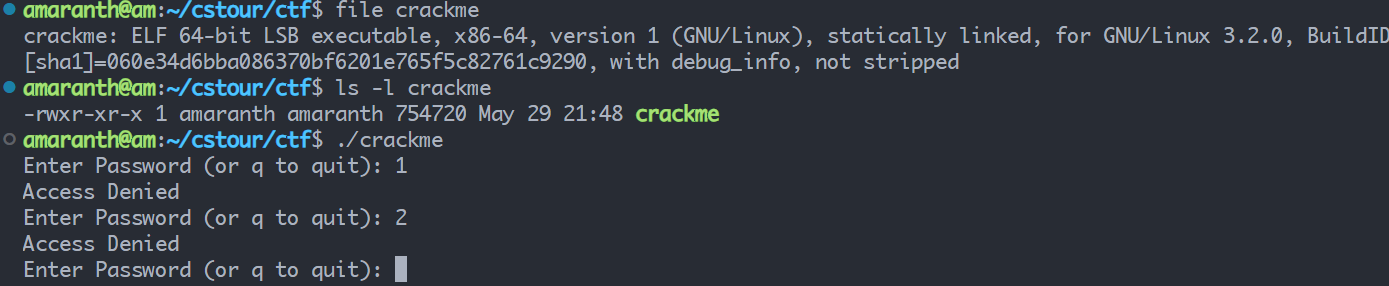 amaranth@am:~/cstour/ctf$ file crackme
crackme: ELF 64-bit LSB executable, x86-64, version 1 (GNU/Linux), statically linked, for GNU/Linux 3.2.0, BuildID
[sha1]=060e34d6bba086370bf6201e765f5c82761c9290, with debug_info, not stripped
amaranth@am:~/cstour/ctf$ ls -l crackme
-rwxr-xr-x 1 amaranth amaranth 754720 May 29 21:48 crackme
amaranth@am:~/cstour/ctf$ ./crackme
Enter Password (or q to quit): 1
Access Denied
Enter Password (or q to quit): 2
Access Denied
Enter Password (or q to quit):